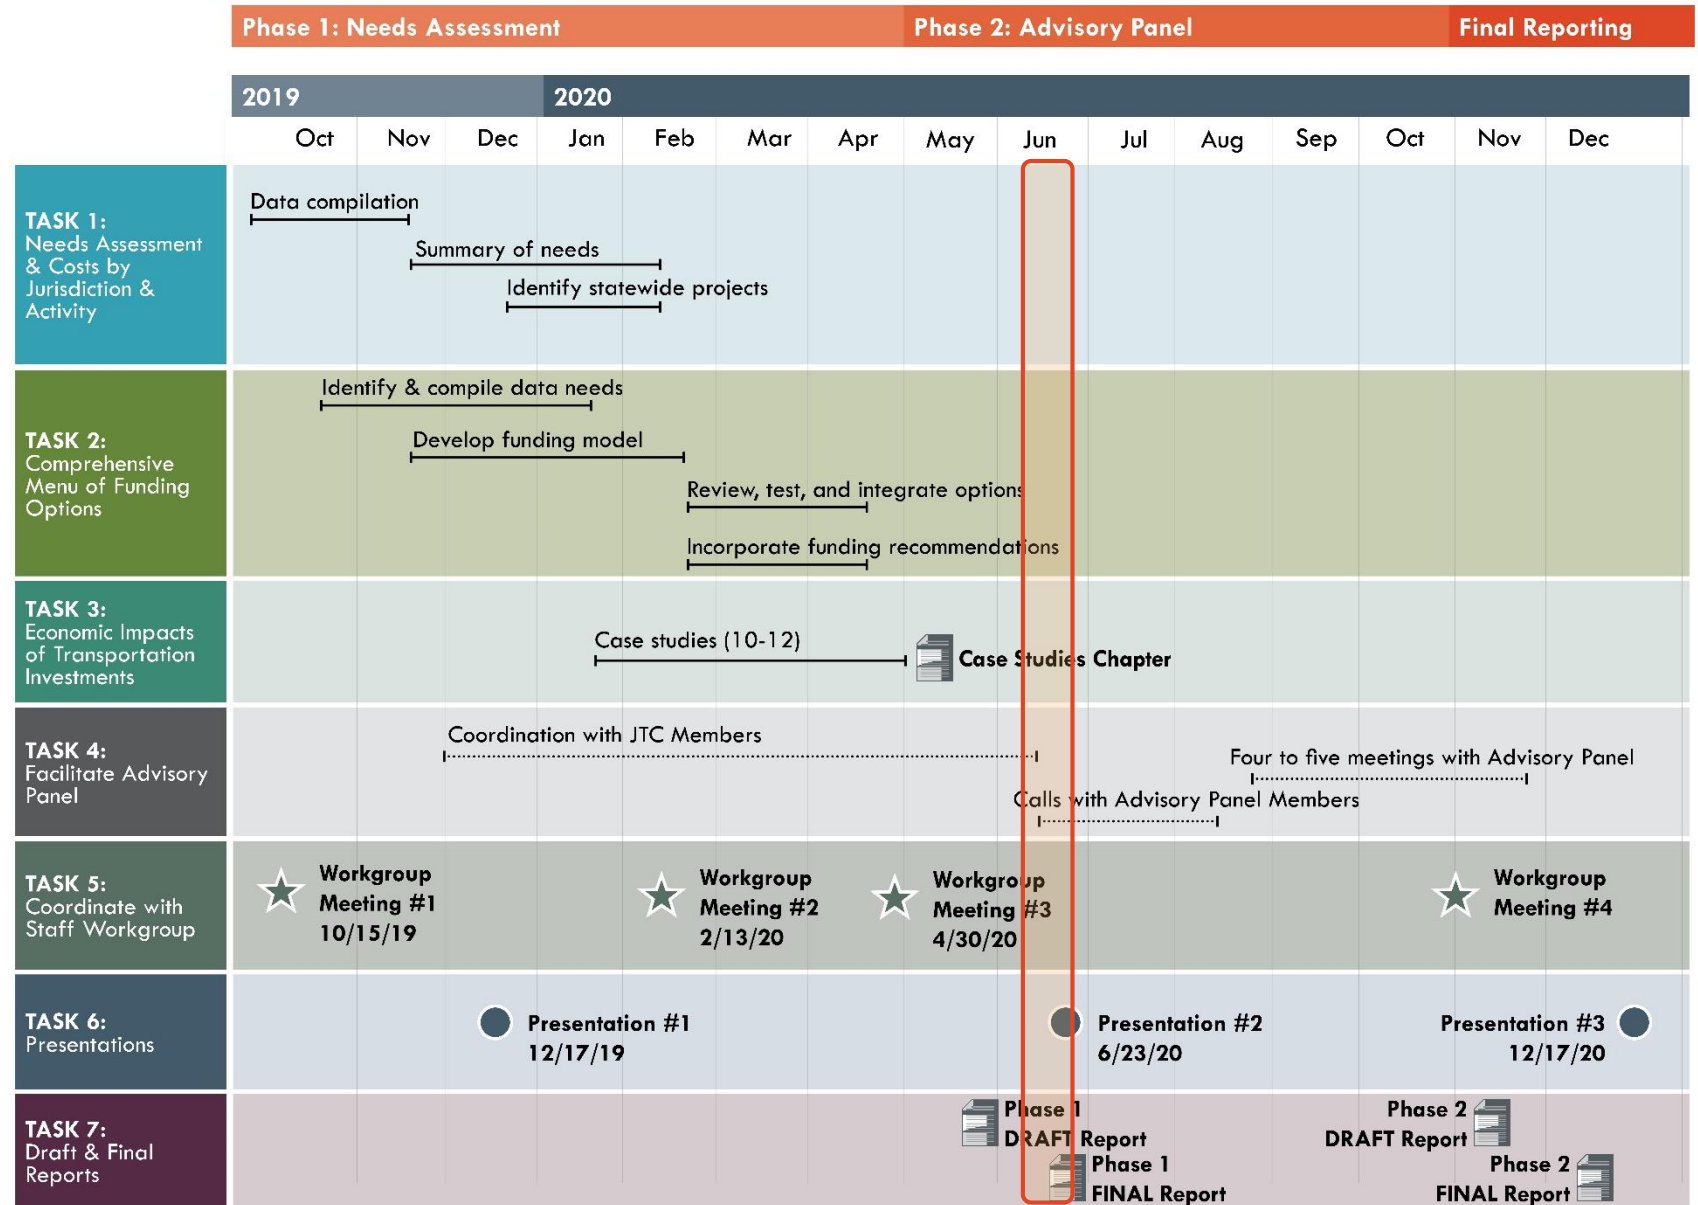 Phase 1: Needs Assessment
Phase 2: Advisory Panel
Final Reporting
2019
2020
Oct
Nov
Dec
Jan
Feb
Mar
Apr
May
Jun
Jul
Aug
Sep
Oct
Nov
Dec
TASK 1:
Needs Assessment
& Costs by
Jurisdiction &
Activity
Data compilation
Summary of needs
Identify statewide projects
TASK 2:
Comprehensive
Menu of Funding
Options
Identify & compile data needs
Develop funding model
Review, test, and integrate options
Incorporate funding recommendations
TASK 3:
Economic Impacts
of Transportation
Investments
Case studies (10-12)
Case Studies Chapter
TASK 4:
Facilitate Advisory
Panel
Coordination with JTC Members
Four to five meetings with Advisory Panel
Calls with Advisory Panel Members
TASK 5:
Coordinate with
Staff Workgroup
Workgroup
Meeting #1
10/15/19
Workgroup
Meeting #2
2/13/20
Workgroup
Meeting #3
4/30/20
Workgroup
Meeting #4
TASK 6:
Presentations
Presentation #1
12/17/19
Presentation #2
6/23/20
Presentation #3
12/17/20
TASK 7:
Draft & Final
Reports
Phase 1
DRAFT Report
Phase 1
FINAL Report
Phase 2
DRAFT Report
Phase 2
FINAL Report